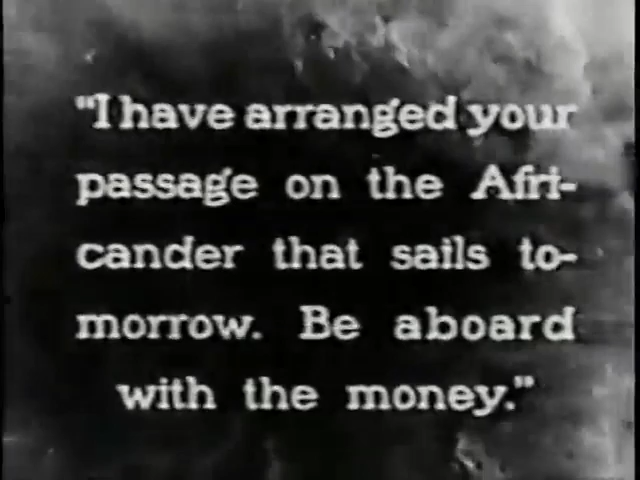 "I have arranged your
passage on the Afri-
cander that sails to-
morrow. Be aboard
with the money."